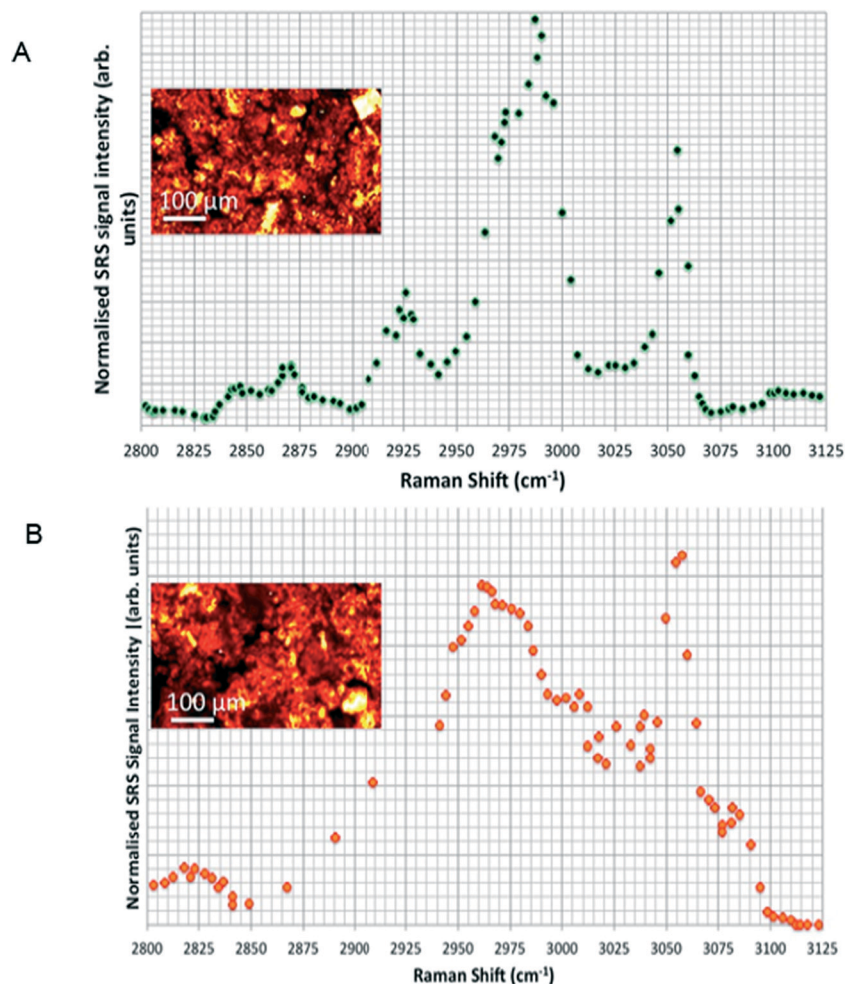 A
Normalised SRS signal intensity (arb.
units)
100 µm
2800 2825 2850 2875 2900 2925 2950 2975 3000 3025 3050 3075 3100 3125
Raman Shift (cm⁻¹)
B
Normalised SRS Signal Intensity |(arb. units)
100 µm
2800 2825 2850 2875 2900 2925 2950 2975 3000 3025 3050 3075 3100 3125
Raman Shift (cm⁻¹)